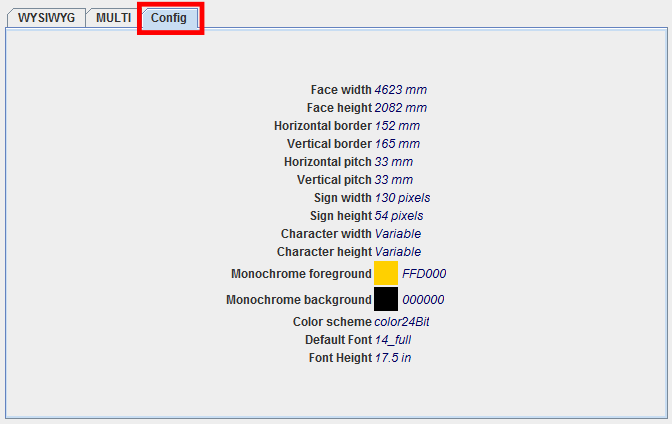 WYSIWYG MULTI Config
Face width 4623 mm
Face height 2082 mm
Horizontal border 152 mm
Vertical border 165 mm
Horizontal pitch 33 mm
Vertical pitch 33 mm
Sign width 130 pixels
Sign height 54 pixels
Character width Variable
Character height Variable
Monochrome foreground FFD000
Monochrome background 000000
Color scheme color24Bit
Default Font 14_full
Font Height 17.5 in